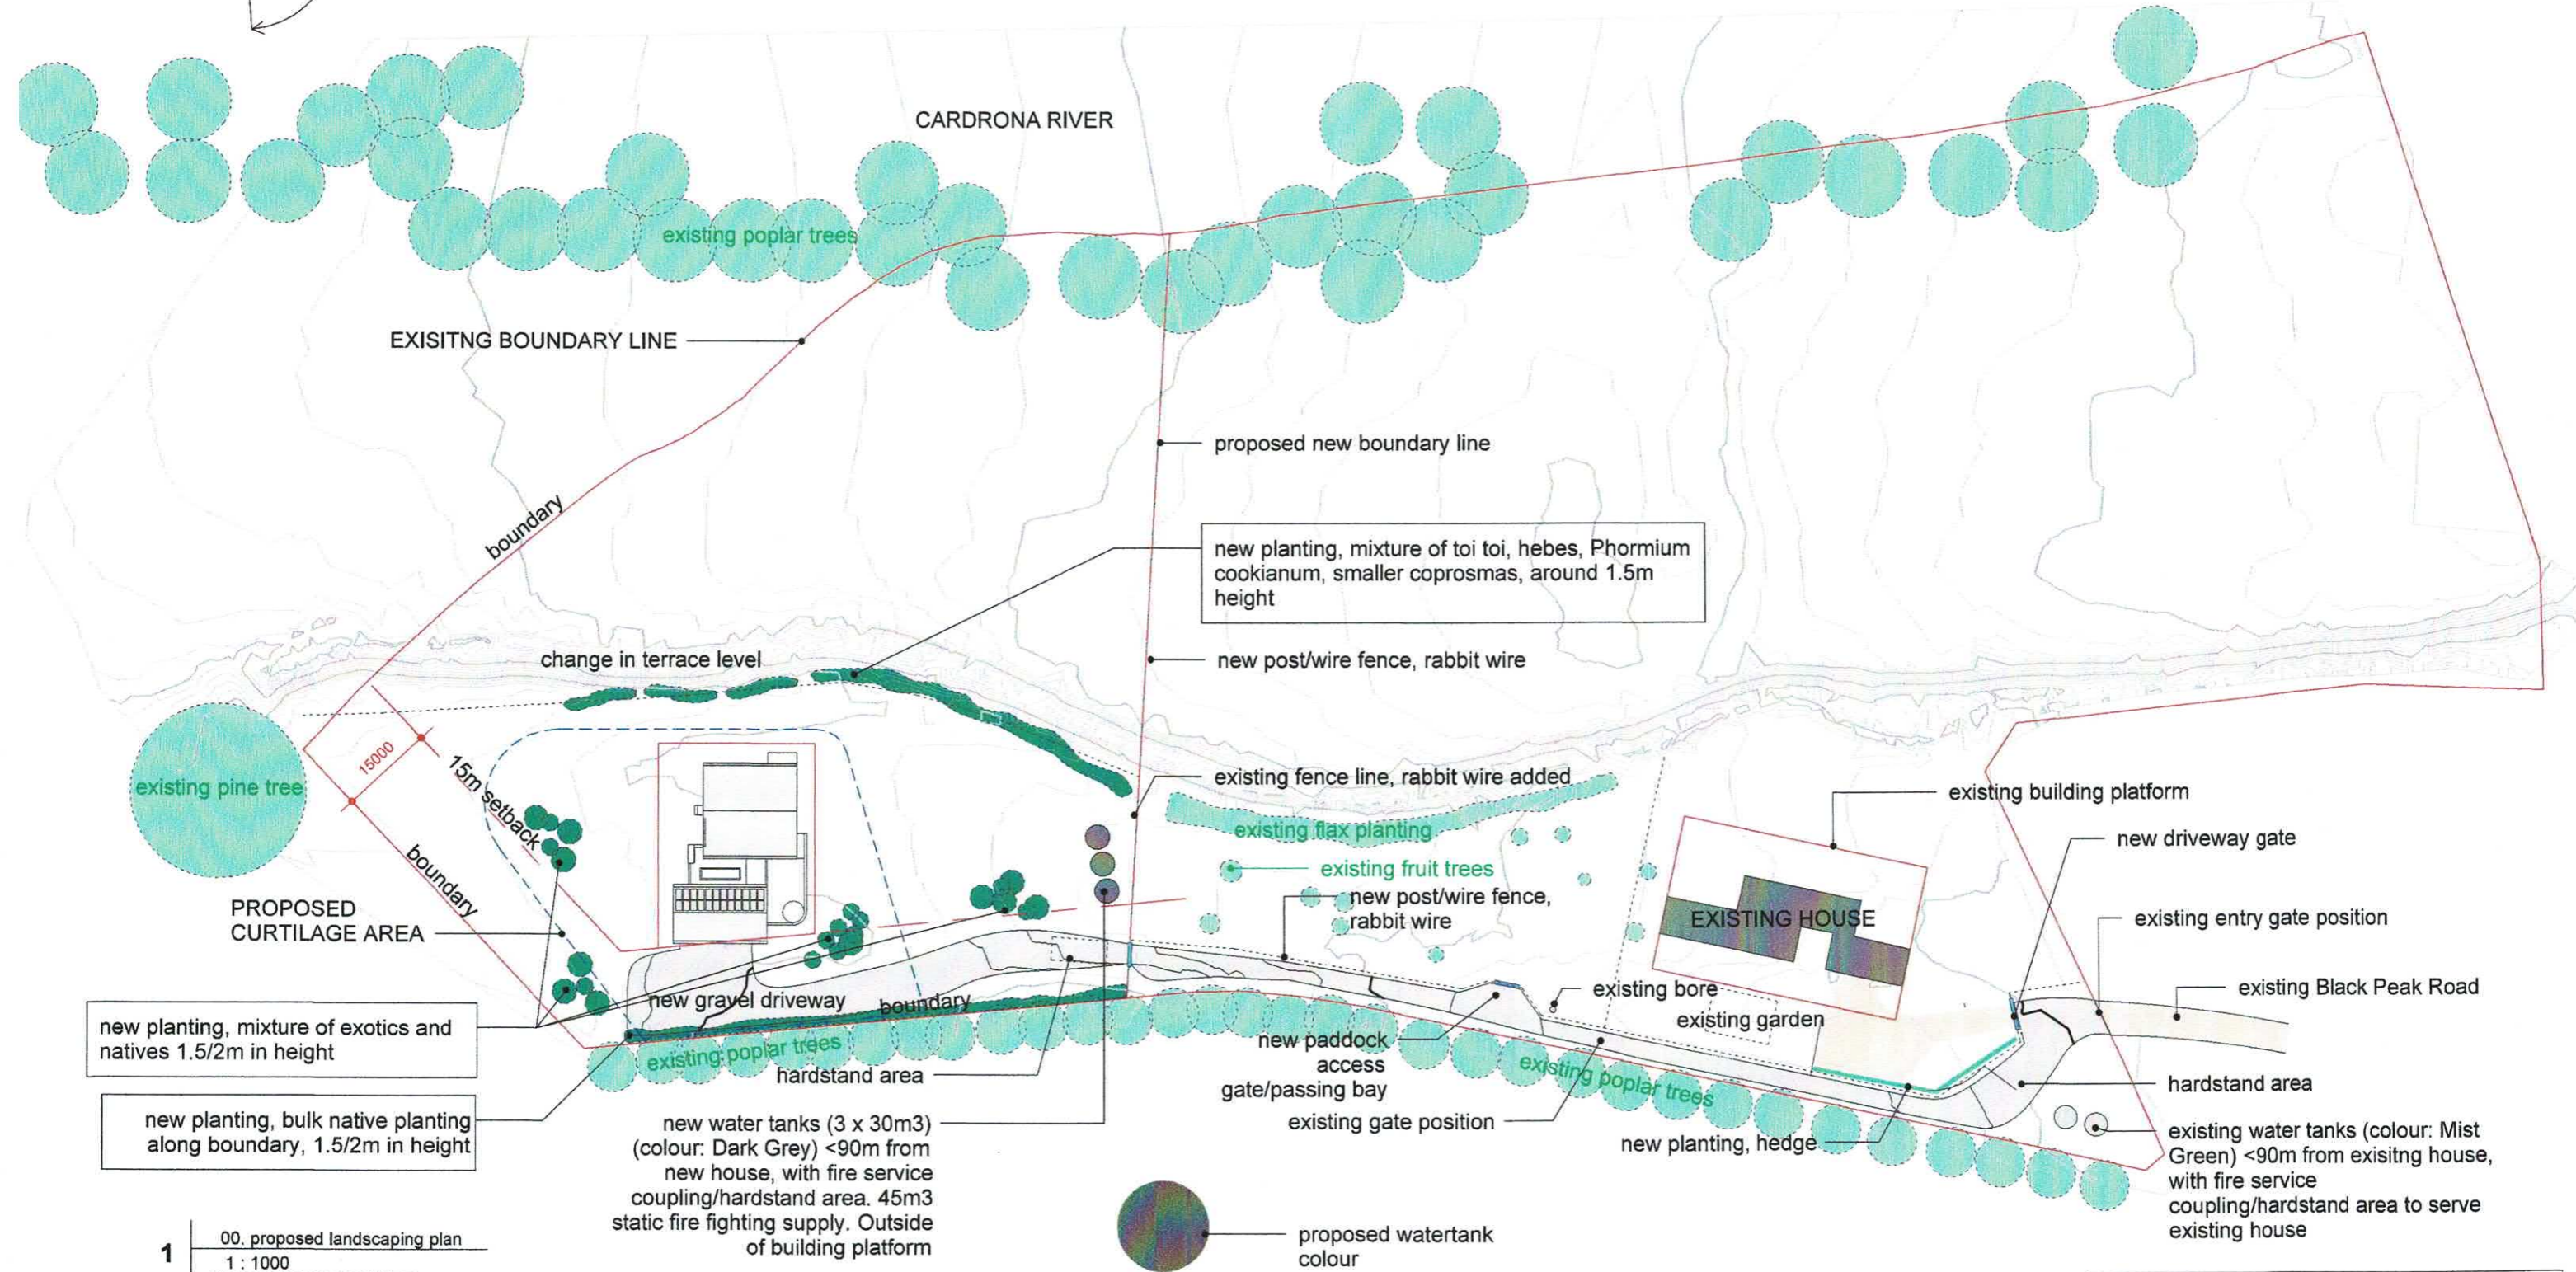 CARDRONA RIVER
existing poplar trees
EXISITNG BOUNDARY LINE
proposed new boundary line
boundary
new planting, mixture of toi toi, hebes, Phormium
cookianum, smaller coprosmas, around 1.5m
height
change in terrace level
new post/wire fence, rabbit wire
existing pine tree
15000
15m setback
existing fence line, rabbit wire added
existing building platform
existing flax planting
new driveway gate
existing fruit trees
boundary
new post/wire fence,
rabbit wire
PROPOSED
CURTILAGE AREA
EXISTING HOUSE
existing entry gate position
existing bore
existing Black Peak Road
new gravel driveway
boundary
existing garden
new planting, mixture of exotics and
natives 1.5/2m in height
existing poplar trees
hardstand area
new paddock
access
gate/passing bay
existing poplar trees
hardstand area
new planting, bulk native planting
along boundary, 1.5/2m in height
new water tanks (3 x 30m3)
(colour: Dark Grey) <90m from
new house, with fire service
coupling/hardstand area. 45m3
static fire fighting supply. Outside
of building platform
existing gate position
new planting, hedge
existing water tanks (colour: Mist
Green) <90m from exisitng house,
with fire service
coupling/hardstand area to serve
existing house
proposed watertank
colour
1
00. proposed landscaping plan
1 : 1000